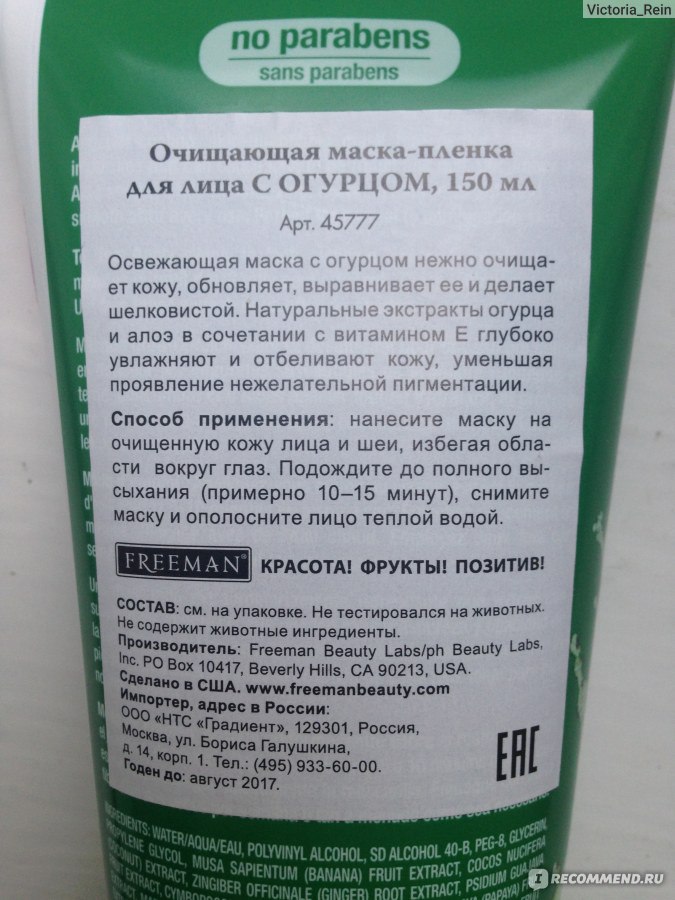 Victoria_Rein
no parabens
sans parabens
Очищающая маска-пленка
для лица С ОГУРЦОМ, 150 мл
Арт. 45777
Освежающая маска с огурцом нежно очища-
ет кожу, обновляет, выравнивает ее и делает
шелковистой. Натуральные экстракты огурца
и алоэ в сочетании с витамином Е глубоко
увлажняют и отбеливают кожу, уменьшая
проявление нежелательной пигментации.
Способ применения: нанесите маску на
очищенную кожу лица и шеи, избегая обла-
сти вокруг глаз. Подождите до полного вы-
сыхания (примерно 10–15 минут), снимите
маску и ополосните лицо теплой водой.
FREEMAN® КРАСОТА! ФРУКТЫ! ПОЗИТИВ!
СОСТАВ: см. на упаковке. Не тестировался на животных.
Не содержит животные ингредиенты.
Производитель: Freeman Beauty Labs/ph Beauty Labs,
Inc. PO Box 10417, Beverly Hills, CA 90213, USA.
Сделано в США. www.freemanbeauty.com
Импортер, адрес в России:
ООО «НТС «Градиент», 129301, Россия,
Москва, ул. Бориса Галушкина,
д. 14, корп. 1. Тел.: (495) 933-60-00.
Годен до: август 2017.
EAC
INGREDIENTS: WATER/AQUA/EAU, POLYVINYL ALCOHOL, SD ALCOHOL 40-B, PEG-8, GLYCERIN,
PROPYLENE GLYCOL, MUSA SAPIENTUM (BANANA) FRUIT EXTRACT, COCOS NUCIFERA
(COCONUT) EXTRACT, ZINGIBER OFFICINALE (GINGER) ROOT EXTRACT, PSIDIUM GUAJAVA
FRUIT EXTRACT, (PAPAYA) FRUIT
IRECOMMEND.RU